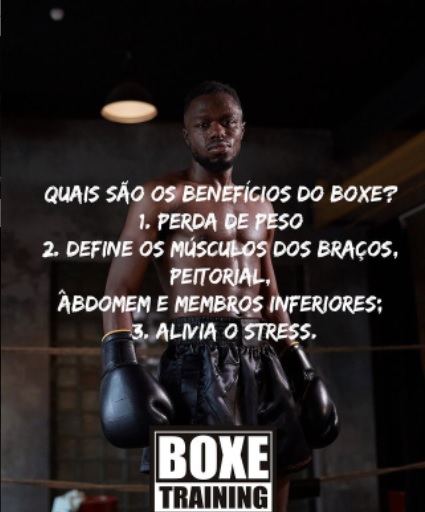 QUAIS SÃO OS BENEFÍCIOS DO BOXE?
1. PERDA DE PESO
2. DEFINE OS MÚSCULOS DOS BRAÇOS,
PEITORIAL,
ÂBDOMEM E MEMBROS INFERIORES;
3. ALIVIA O STRESS.
BOXE
TRAINING